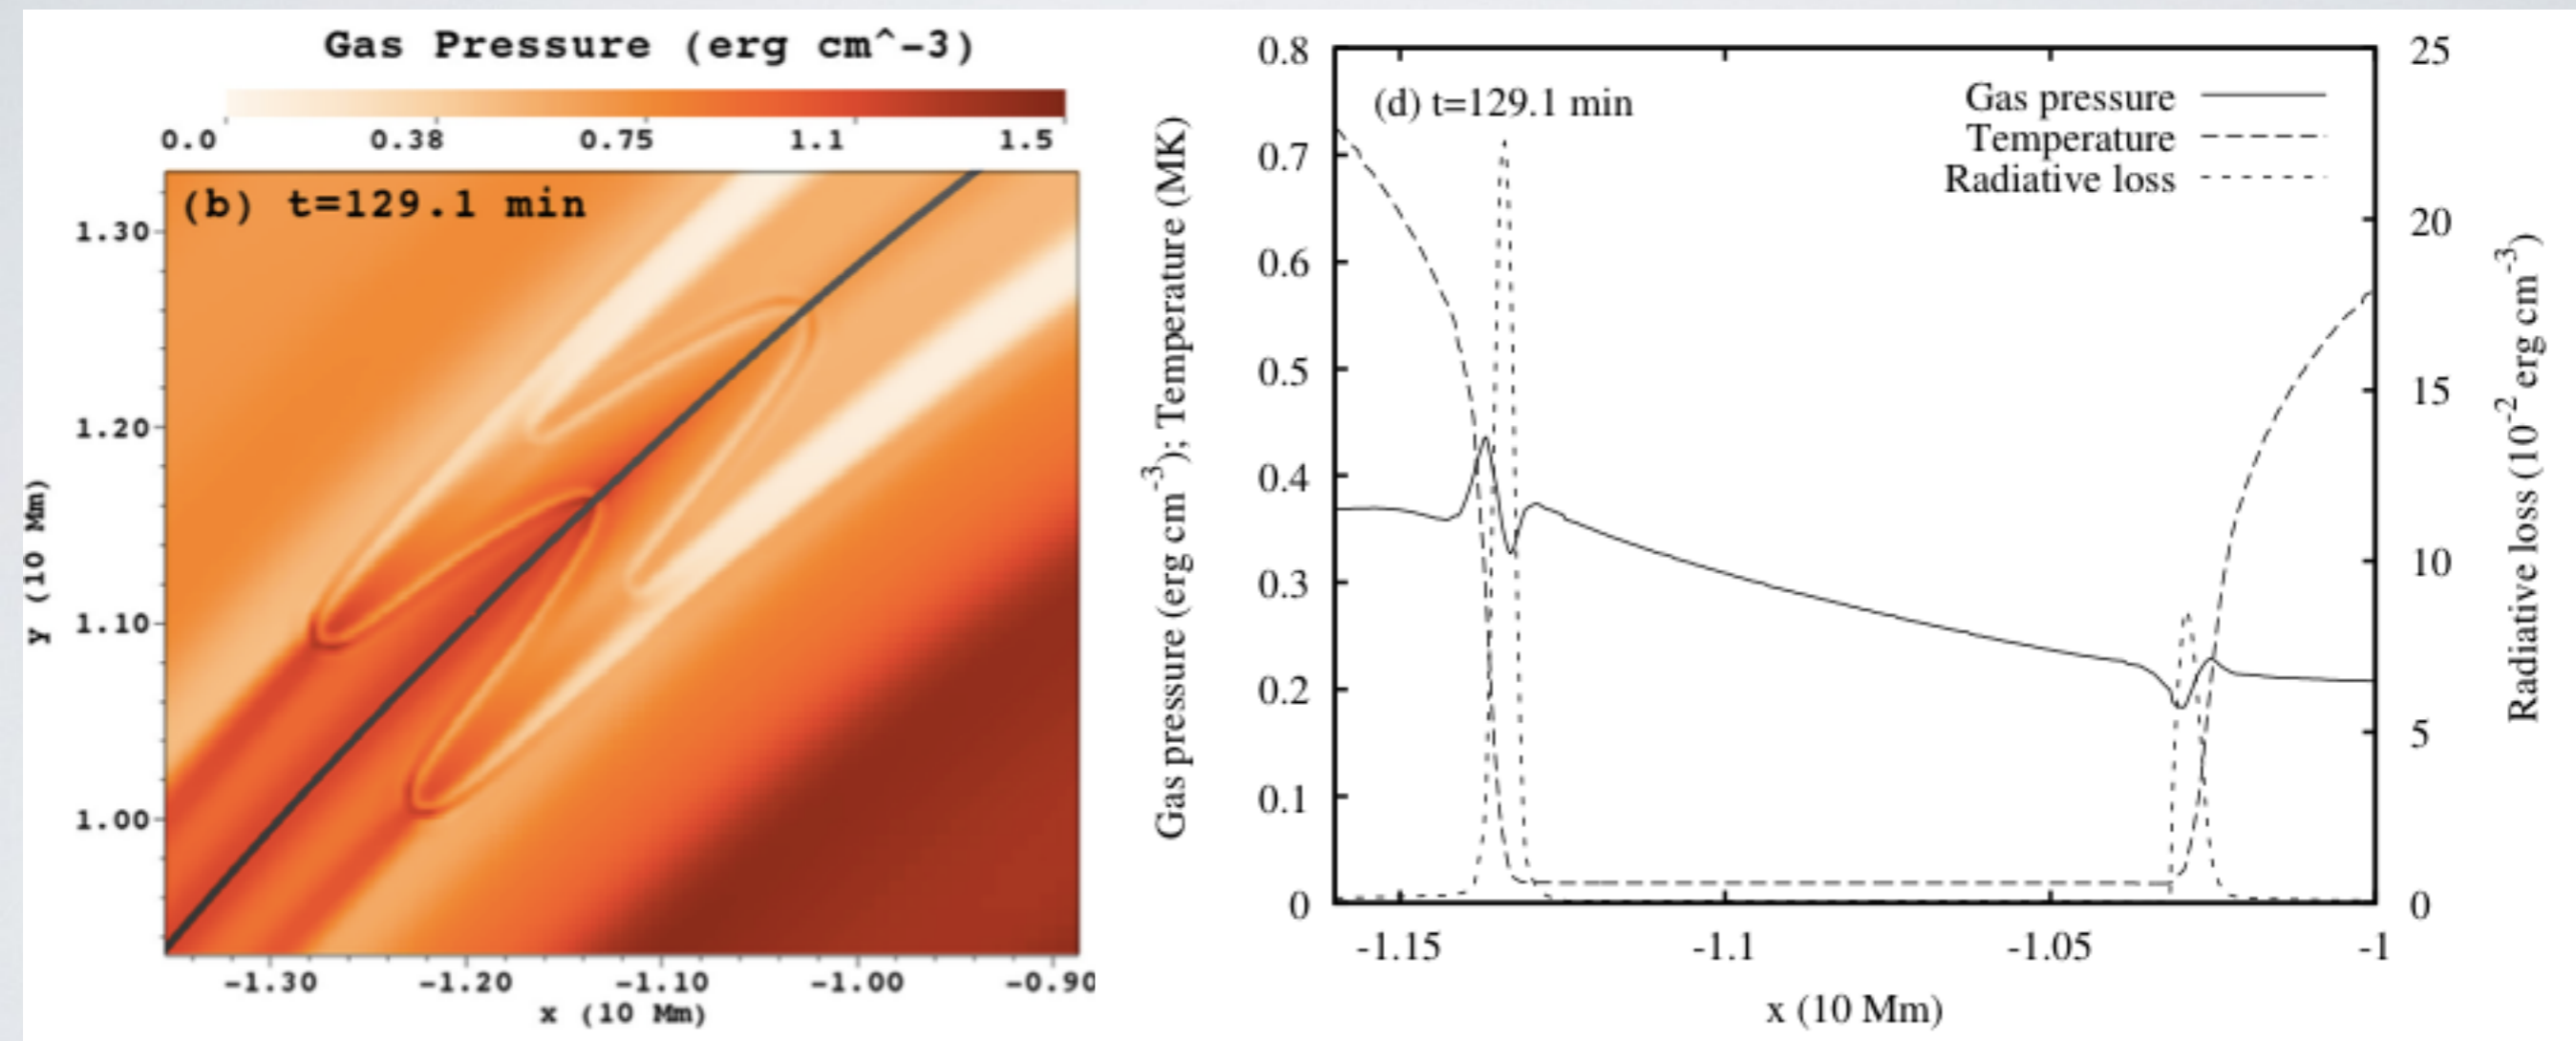 Gas Pressure (erg cm^-3)
0.0 0.38 0.75 1.1 1.5
(b) t=129.1 min
1.30
1.20
1.10
1.00
y (10 Mm)
-1.30 -1.20 -1.10 -1.00 -0.90
x (10 Mm)
(d) t=129.1 min
Gas pressure
Temperature
Radiative loss
0.8
0.7
0.6
0.5
0.4
0.3
0.2
0.1
0
Gas pressure (erg cm⁻³); Temperature (MK)
25
20
15
10
5
0
Radiative loss (10⁻² erg cm⁻³)
-1.15 -1.1 -1.05 -1
x (10 Mm)